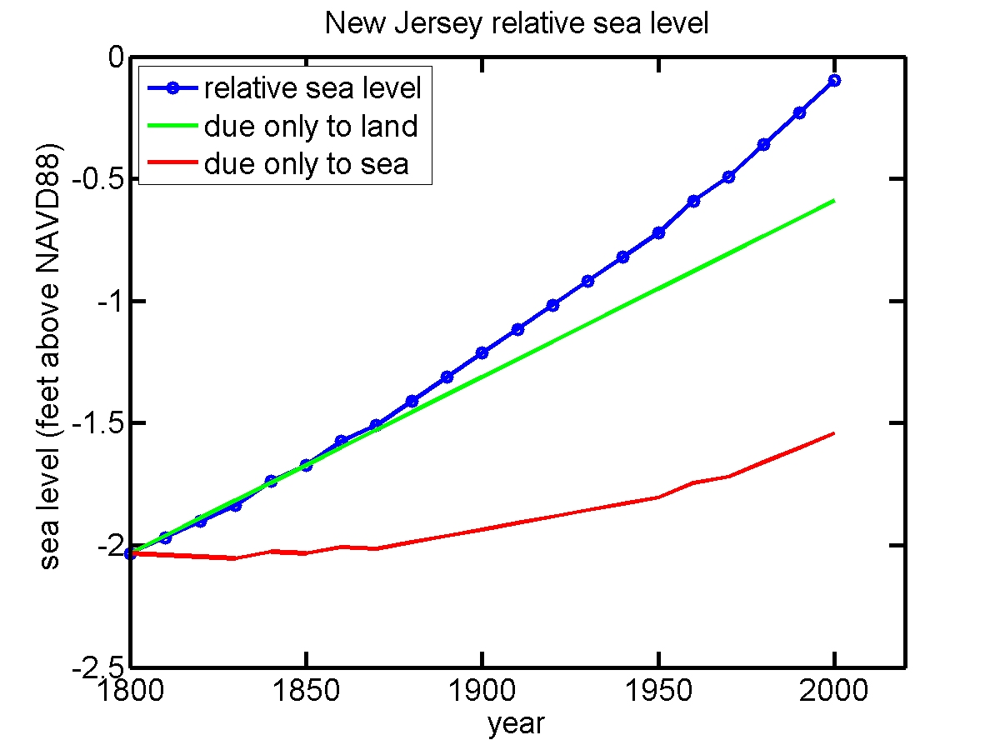 New Jersey relative sea level
relative sea level
due only to land
due only to sea
sea level (feet above NAVD88)
0
-0.5
-1
-1.5
-2
-2.5
1800
1850
1900
1950
2000
year